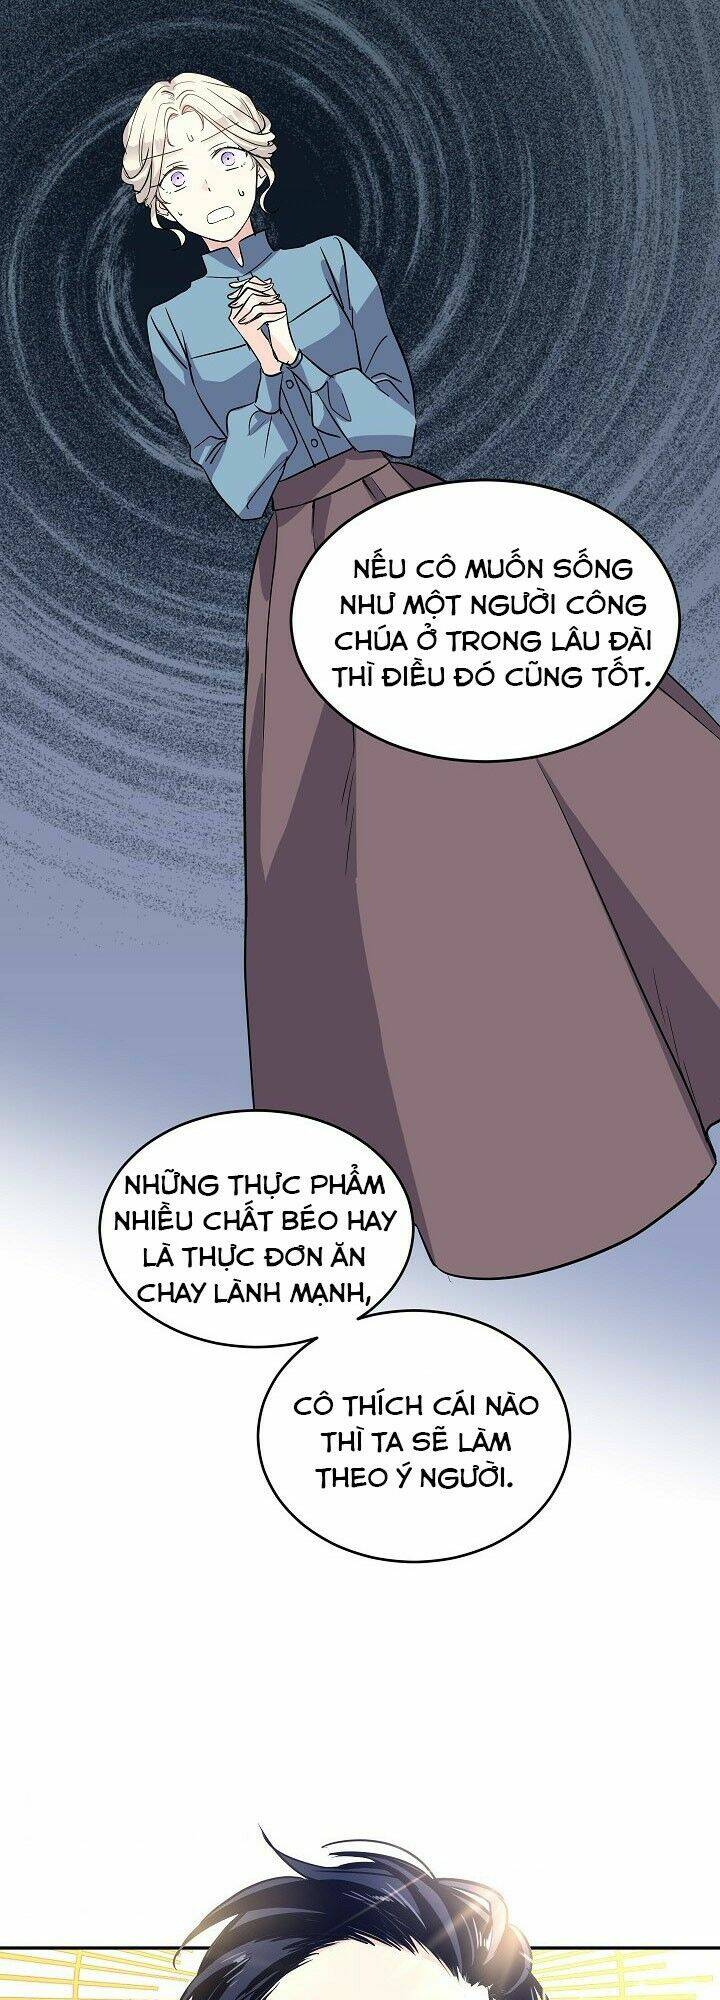 NẾU CÔ MUỐN SỐNG
NHƯ MỘT NGƯỜI CÔNG
CHÚA Ở TRONG LÂU ĐÀI
THÌ ĐIỀU ĐÓ CŨNG TỐT.
NHỮNG THỰC PHẨM
NHIỀU CHẤT BÉO HAY
LÀ THỰC ĐƠN ĂN
CHAY LÀNH MẠNH,
CÔ THÍCH CÁI NÀO
THÌ TA SẼ LÀM
THEO Ý NGƯỜI.